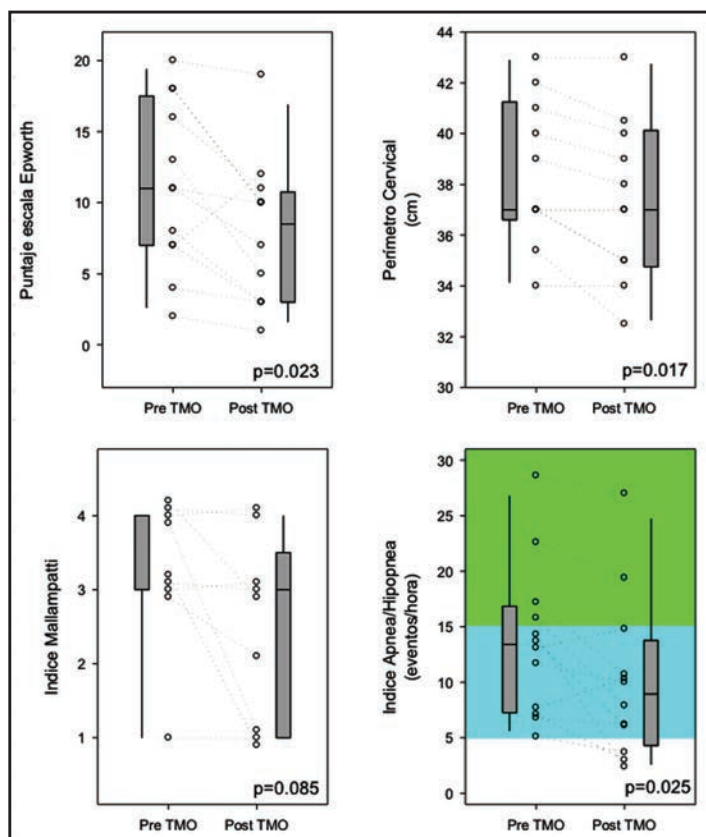 Puntaje escala Epworth
20
15
10
5
0
p=0.023
Pre TMO
Post TMO
Perímetro Cervical
(cm)
44
42
40
38
36
34
32
30
p=0.017
Pre TMO
Post TMO
Indice Mallampatti
4
3
2
1
p=0.085
Pre TMO
Post TMO
Indice Apnea/Hipopnea
(eventos/hora)
30
25
20
15
10
5
0
p=0.025
Pre TMO
Post TMO